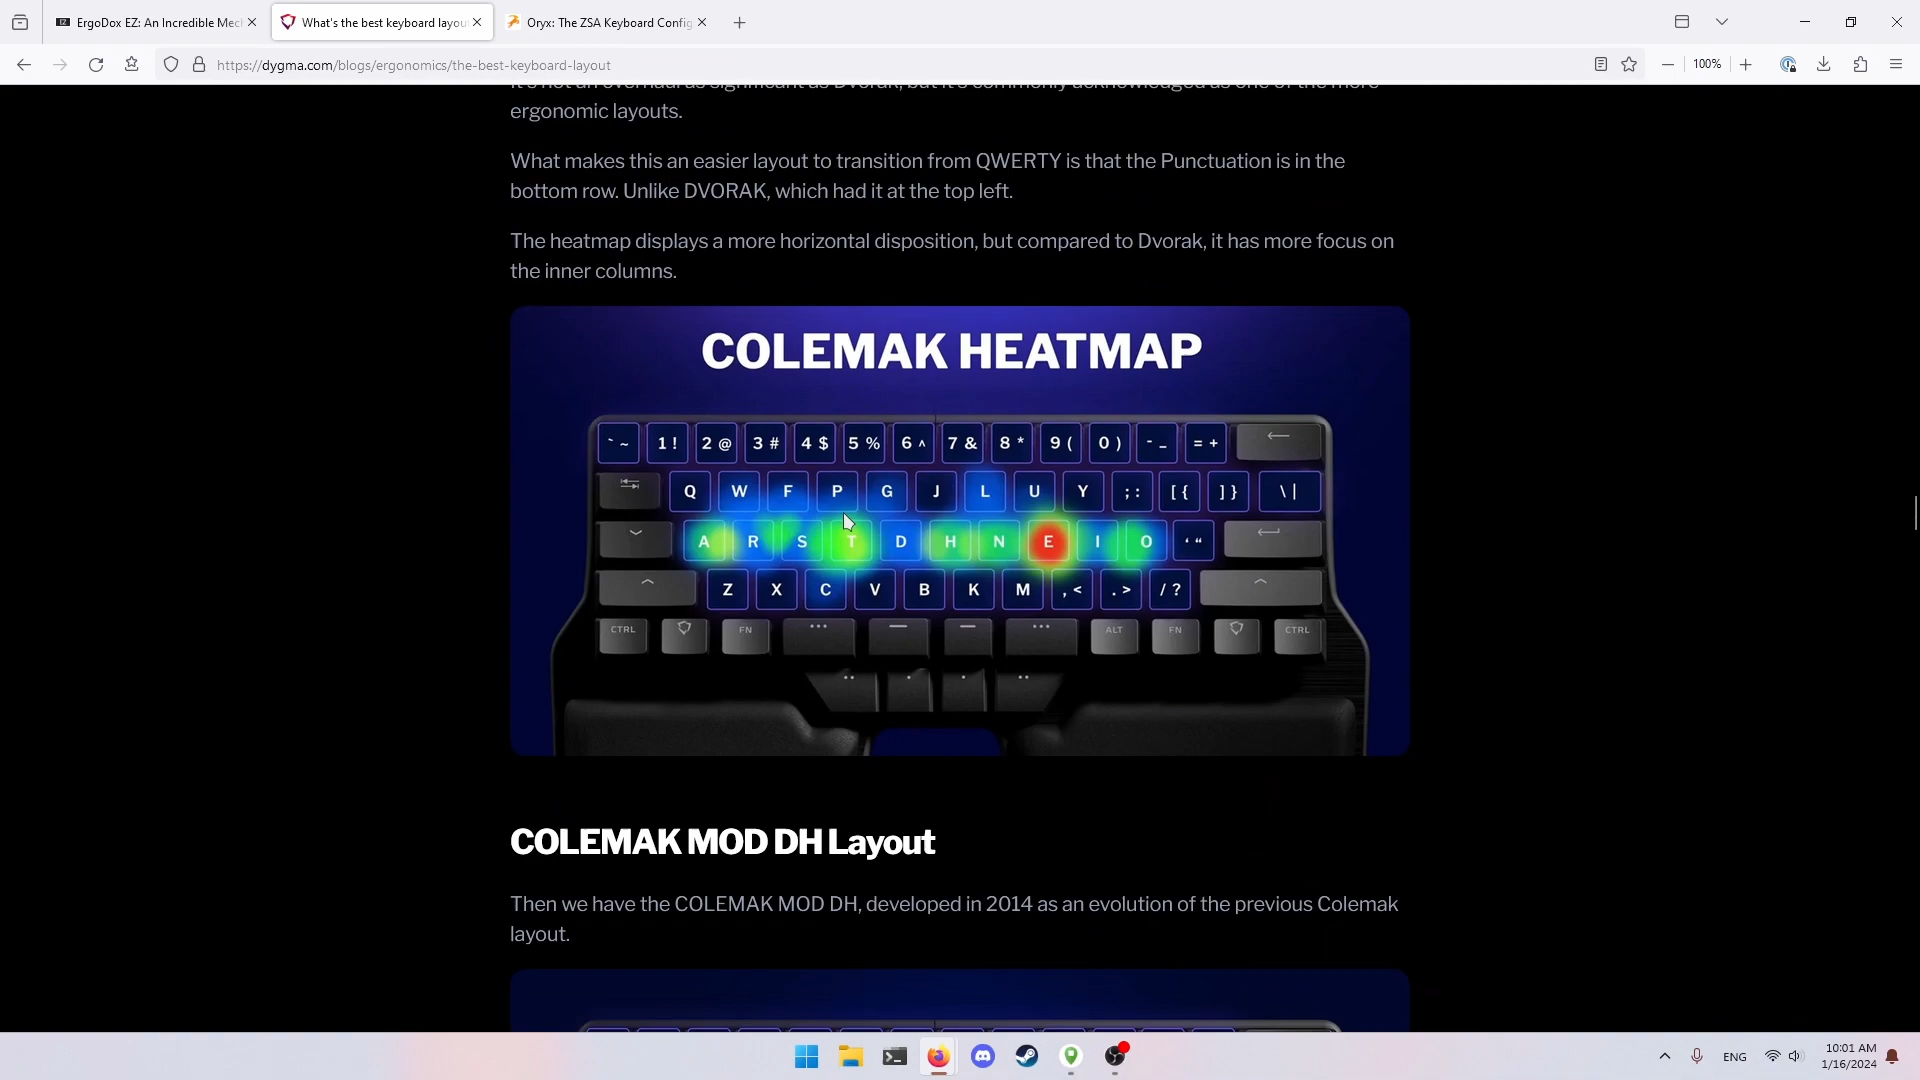 ErgoDox EZ: An Incredible Mec
What's the best keyboard layou
Oryx: The ZSA Keyboard Config
https://dygma.com/blogs/ergonomics/the-best-keyboard-layout
100%
ergonomic layouts.
What makes this an easier layout to transition from QWERTY is that the Punctuation is in the
bottom row. Unlike DVORAK, which had it at the top left.
The heatmap displays a more horizontal disposition, but compared to Dvorak, it has more focus on
the inner columns.
COLEMAK HEATMAP
` ~ 1 ! 2 @ 3 # 4 $ 5 % 6 ^ 7 & 8 * 9 ( 0 ) - _ = +
Q W F P G J L U Y ; : [ { ] } \ |
A R S T D H N E I O ‘ “
Z X C V B K M , < . > / ?
CTRL FN ALT FN CTRL
COLEMAK MOD DH Layout
Then we have the COLEMAK MOD DH, developed in 2014 as an evolution of the previous Colemak
layout.
ENG
10:01 AM
1/16/2024